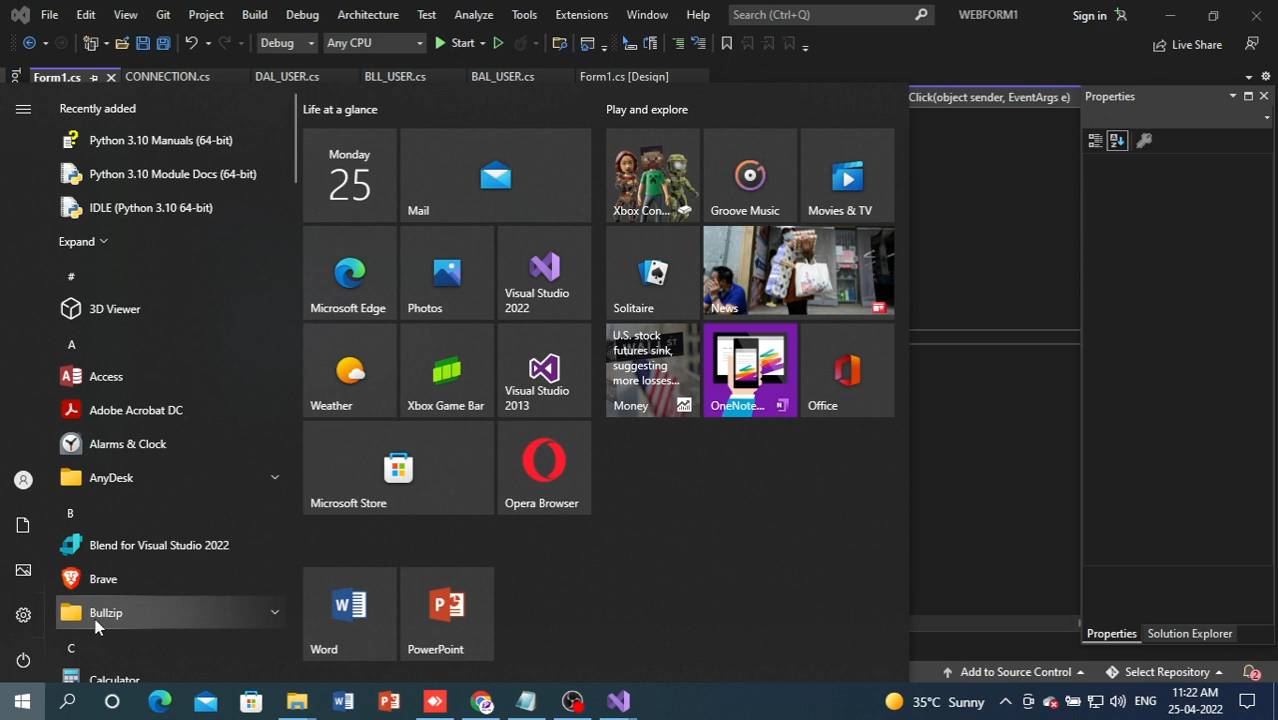 File Edit View Git Project Build Debug Architecture Test Analyze Tools Extensions Window Help Search (Ctrl+Q) WEBFORM1 Sign in
Debug Any CPU Start Live Share
Form1.cs CONNECTION.cs DAL_USER.cs BLL_USER.cs BAL_USER.cs Form1.cs [Design]
Click(object sender, EventArgs e) Properties
Recently added
Python 3.10 Manuals (64-bit)
Python 3.10 Module Docs (64-bit)
IDLE (Python 3.10 64-bit)
Expand
#
3D Viewer
A
Access
Adobe Acrobat DC
Alarms & Clock
AnyDesk
B
Blend for Visual Studio 2022
Brave
Bullzip
C
Calculator
Life at a glance
Monday
25
Mail
Microsoft Edge
Photos
Visual Studio
2022
Weather
Xbox Game Bar
Visual Studio
2013
Microsoft Store
Opera Browser
Word
PowerPoint
Play and explore
Xbox Con...
Groove Music
Movies & TV
Solitaire
News
U.S. stock
futures sink,
suggesting
more losses...
Money
OneNote...
Office
Properties Solution Explorer
Add to Source Control Select Repository 2
35°C Sunny ENG 11:22 AM
25-04-2022